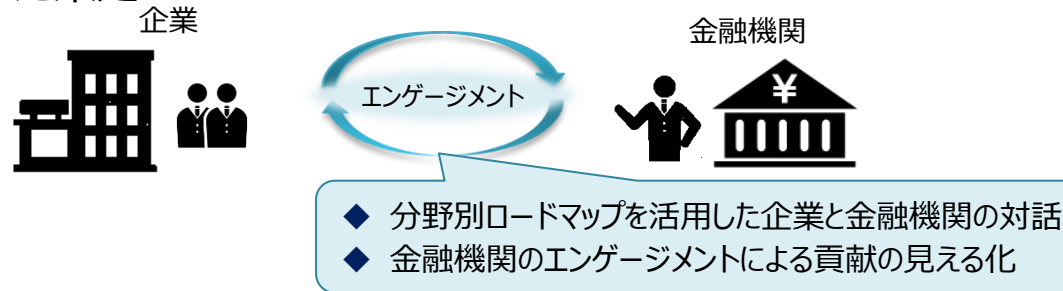 企業
金融機関
エンゲージメント
¥
◆ 分野別ロードマップを活用した企業と金融機関の対話
◆ 金融機関のエンゲージメントによる貢献の見える化